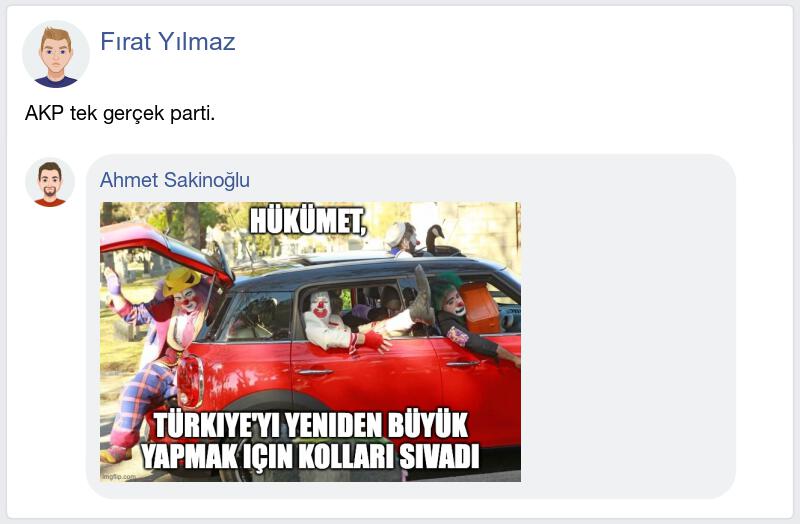 Fırat Yılmaz
AKP tek gerçek parti.
Ahmet Sakinoğlu
HÜKÜMET,
TÜRKIYE'YI YENIDEN BÜYÜK
YAPMAK IÇIN KOLLARI SIVADI
imgflip.com